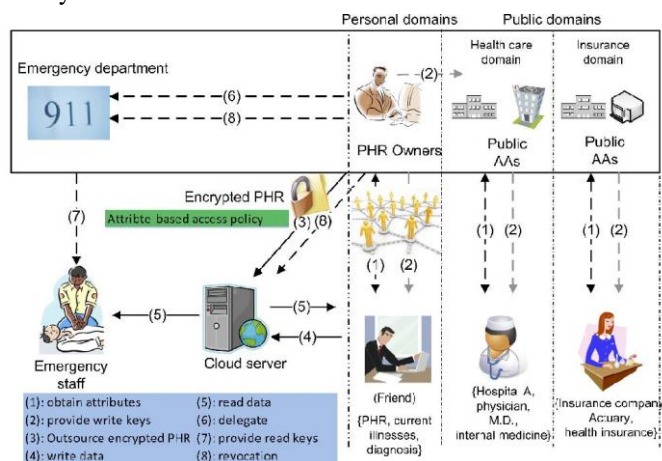 Personal domains
Public domains
Emergency department
911
(6)
(8)
(2)
Health care
domain
Insurance
domain
PHR Owners
Public
AAs
Public
AAs
Encrypted PHR
Attribte-based access policy
(3)
(8)
(7)
(1)
(2)
(1)
(2)
(1)
(2)
(5)
(5)
(4)
Emergency
staff
Cloud server
(Friend)
{PHR, current
illnesses,
diagnosis}
{Hospita A,
physician,
M.D.,
internal medicine}
{Insurance compan
Actuary,
health insurance}
(1): obtain attributes
(5): read data
(2): provide write keys
(6): delegate
(3): Outsource encrypted PHR
(7): provide read keys
(4): write data
(8): revocation